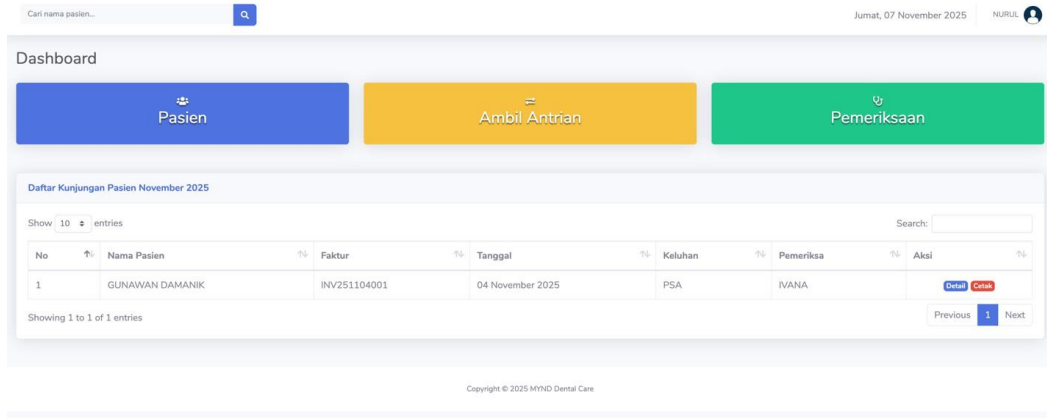 Cari nama pasien...
Jumat, 07 November 2025 NURUL
Dashboard
Pasien
Ambil Antrian
Pemeriksaan
Daftar Kunjungan Pasien November 2025
Show 10 entries Search:
No Nama Pasien Faktur Tanggal Keluhan Pemeriksa Aksi
1 GUNAWAN DAMANIK INV251104001 04 November 2025 PSA IVANA Detail Cetak
Showing 1 to 1 of 1 entries Previous 1 Next
Copyright © 2025 MYND Dental Care